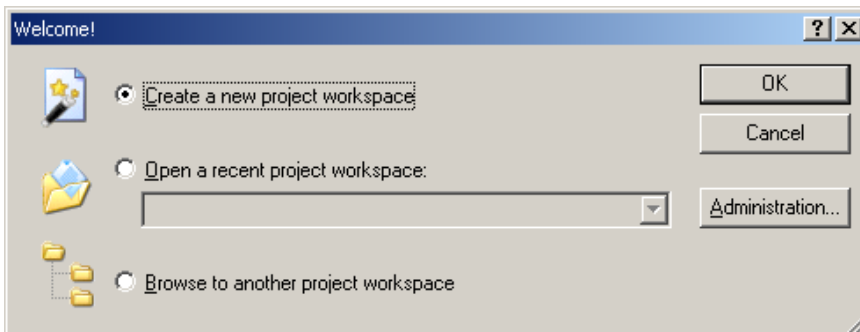 Welcome!
Create a new project workspace
OK
Cancel
Open a recent project workspace:
Administration...
Browse to another project workspace